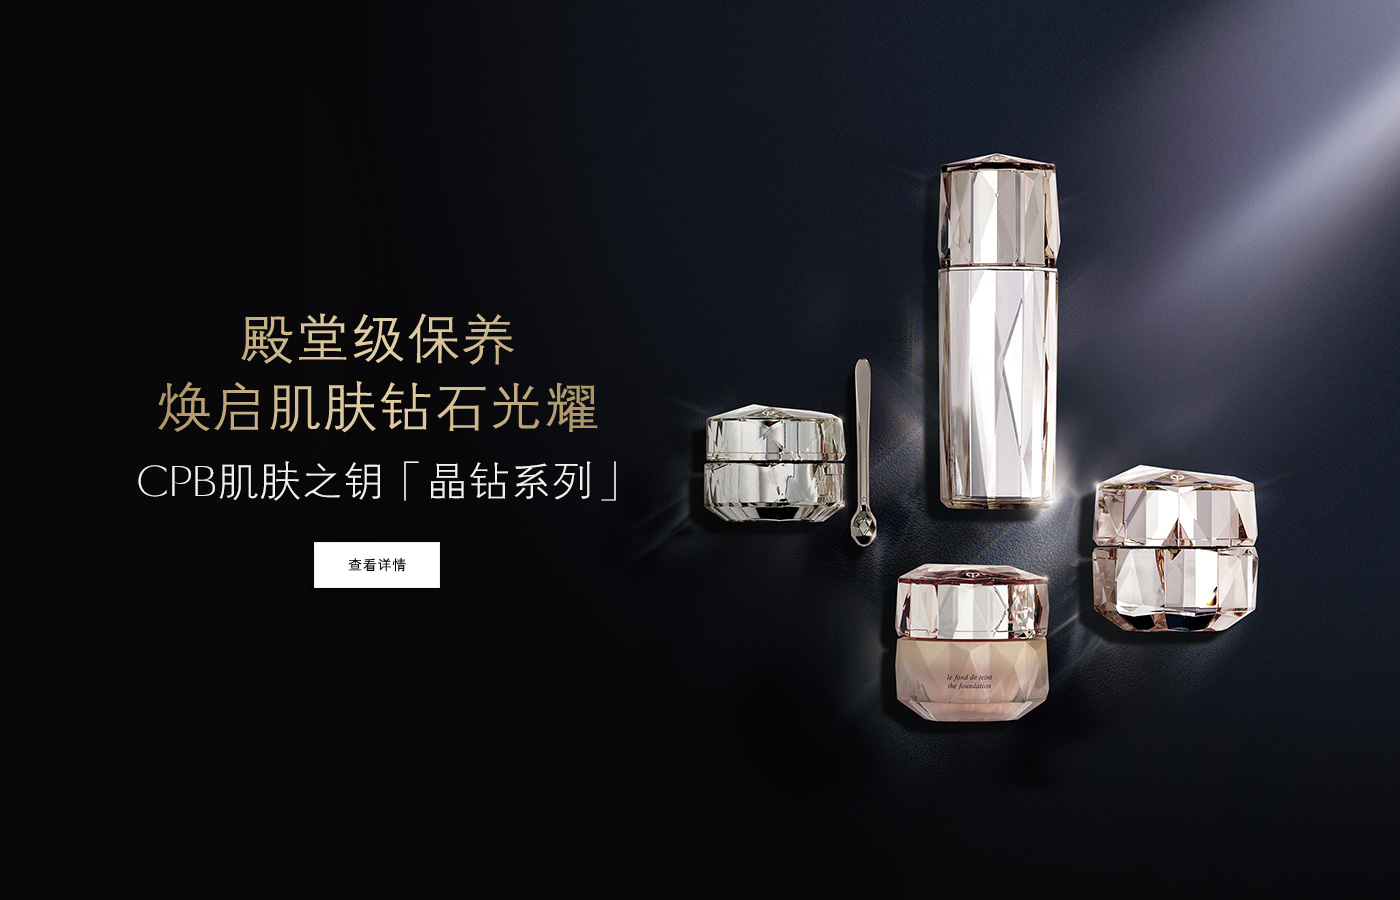 殿堂级保养
焕启肌肤钻石光耀
CPB肌肤之钥「晶钻系列」
查看详情
le fond de teint
the foundation